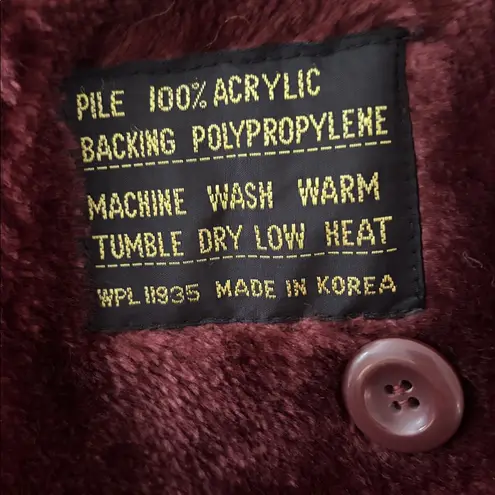 PILE 100% ACRYLIC
BACKING POLYPROPYLENE
MACHINE WASH WARM
TUMBLE DRY LOW HEAT
WPL 11935 MADE IN KOREA